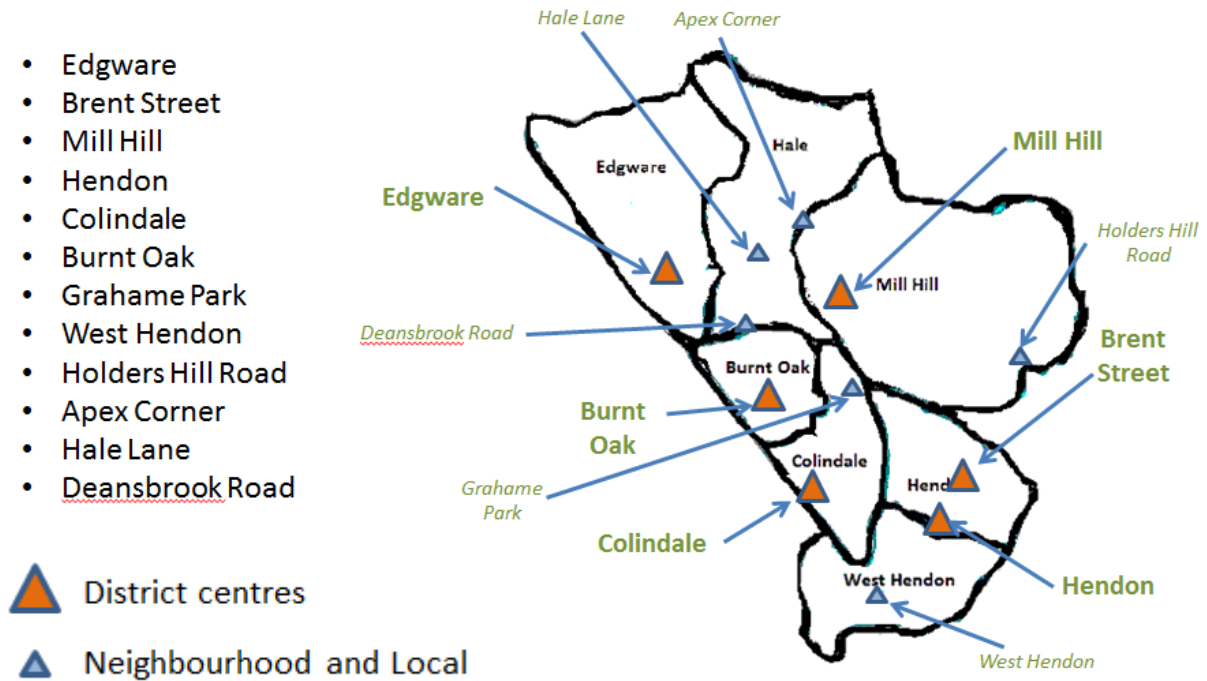 • Edgware
• Brent Street
• Mill Hill
• Hendon
• Colindale
• Burnt Oak
• Grahame Park
• West Hendon
• Holders Hill Road
• Apex Corner
• Hale Lane
• Deansbrook Road
District centres
Neighbourhood and Local
Hale Lane
Apex Corner
Hale
Mill Hill
Edgware
Edgware
Holders Hill
Road
Mill Hill
Deansbrook Road
Brent
Street
Burnt Oak
Burnt
Oak
Colindale
Grahame
Park
Hend
Colindale
West Hendon
Hendon
West Hendon